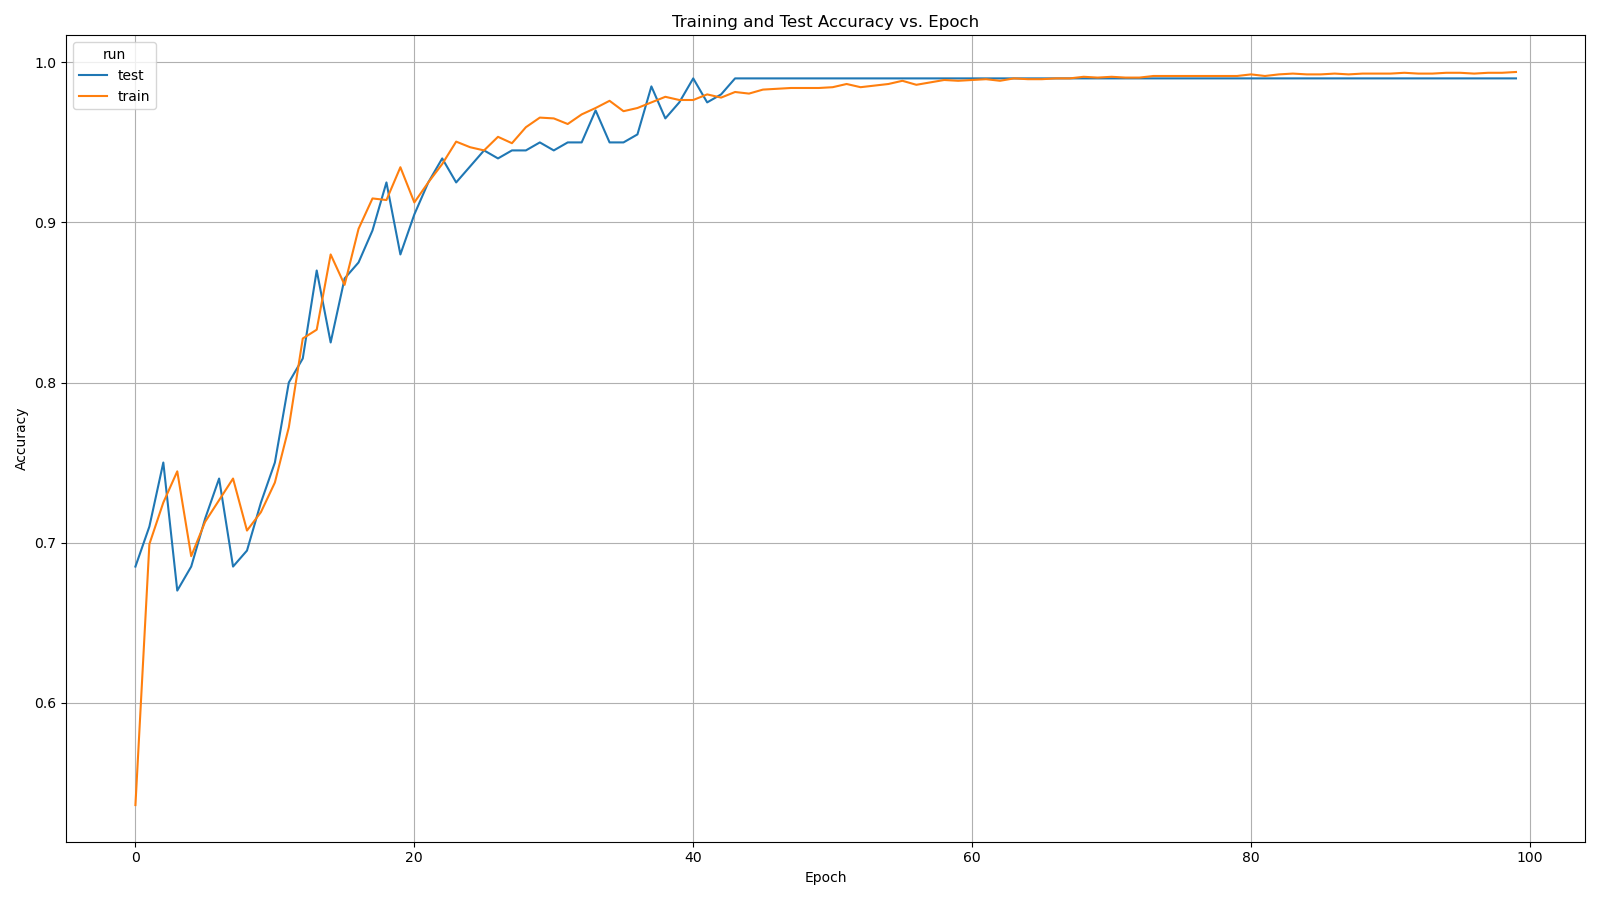 Training and Test Accuracy vs. Epoch
run
test
train
1.0
0.9
0.8
0.7
0.6
Accuracy
0 20 40 60 80 100
Epoch